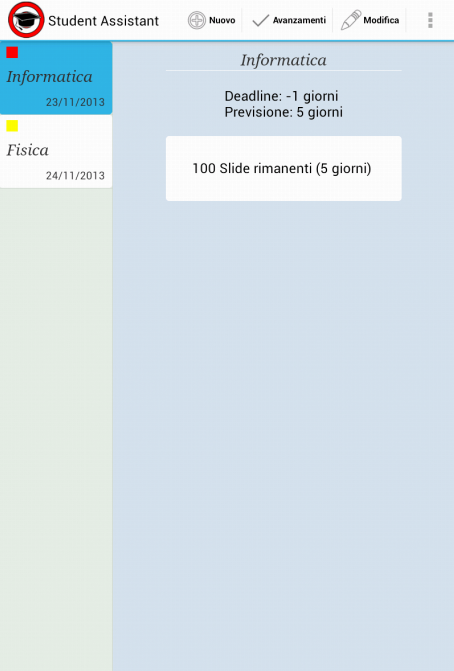 Student Assistant
Nuovo
Avanzamenti
Modifica
Informatica
23/11/2013
Fisica
24/11/2013
Informatica
Deadline: -1 giorni
Previsione: 5 giorni
100 Slide rimanenti (5 giorni)